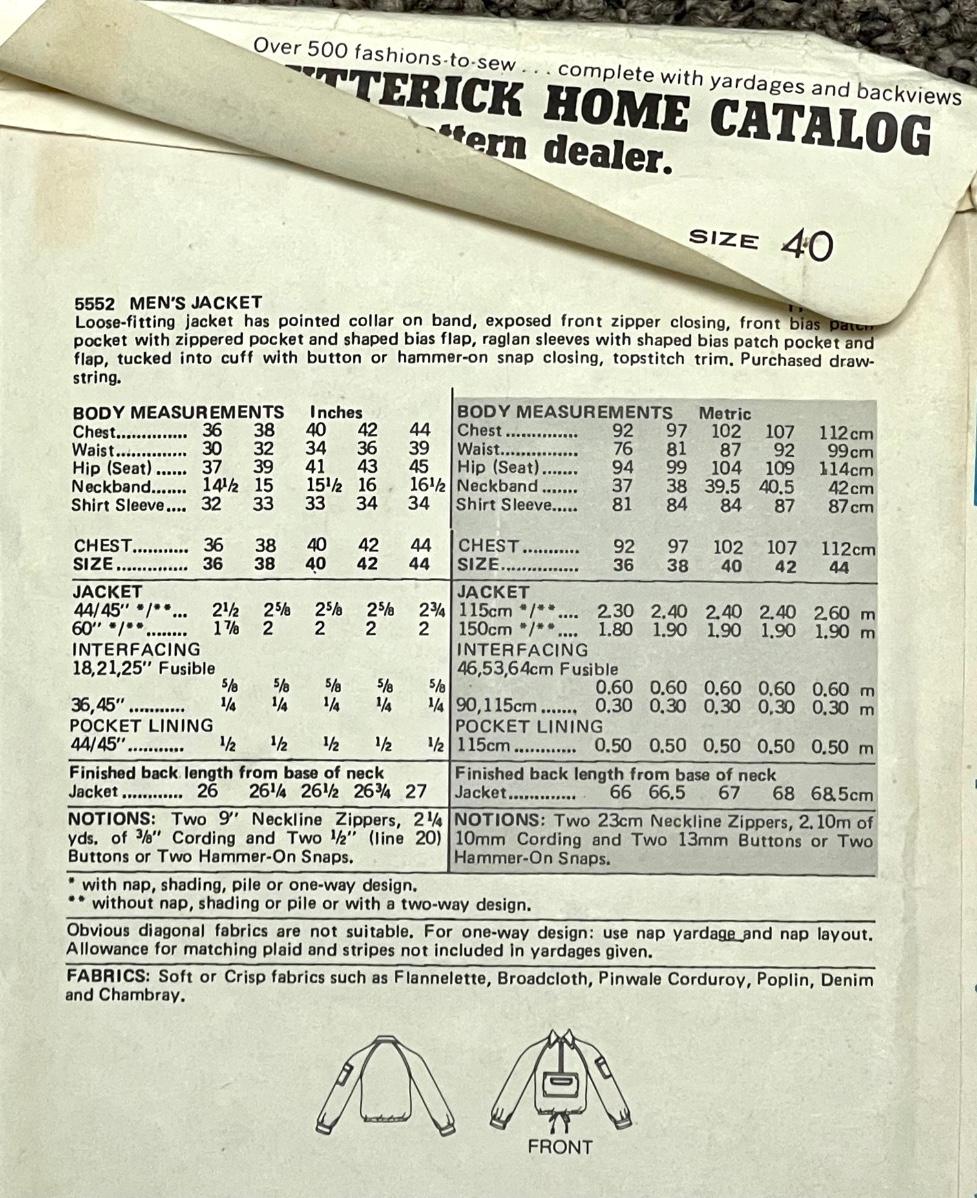 Over 500 fashions-to-sew . . . complete with yardages and backviews
HOME CATALOG
dealer.
SIZE 40
5552 MEN'S JACKET
Loose-fitting jacket has pointed collar on band, exposed front zipper closing, front bias patch
pocket with zippered pocket and shaped bias flap, raglan sleeves with shaped bias patch pocket and
flap, tucked into cuff with button or hammer-on snap closing, topstitch trim. Purchased draw-
string.
BODY MEASUREMENTS Inches
Chest.............. 36 38 40 42 44
Waist.............. 30 32 34 36 39
Hip (Seat) ...... 37 39 41 43 45
Neckband....... 14½ 15 15½ 16 16½
Shirt Sleeve.... 32 33 33 34 34
CHEST........... 36 38 40 42 44
SIZE .............. 36 38 40 42 44
JACKET
44/45" */**... 2½ 2⅝ 2⅝ 2⅝ 2¾
60" */**........ 1⅞ 2 2 2 2
INTERFACING
18,21,25" Fusible
⅝ ⅝ ⅝ ⅝ ⅝
36,45" ........... ¼ ¼ ¼ ¼ ¼
POCKET LINING
44/45"........... ½ ½ ½ ½ ½
Finished back length from base of neck
Jacket ............ 26 26¼ 26½ 26¾ 27
NOTIONS: Two 9" Neckline Zippers, 2¼
yds. of ⅜" Cording and Two ½" (line 20)
Buttons or Two Hammer-On Snaps.
BODY MEASUREMENTS Metric
Chest .............. 92 97 102 107 112cm
Waist............... 76 81 87 92 99cm
Hip (Seat)....... 94 99 104 109 114cm
Neckband ....... 37 38 39.5 40.5 42cm
Shirt Sleeve..... 81 84 84 87 87cm
CHEST ........... 92 97 102 107 112cm
SIZE............... 36 38 40 42 44
JACKET
115cm */**.... 2.30 2.40 2.40 2.40 2.60 m
150cm */**.... 1.80 1.90 1.90 1.90 1.90 m
INTERFACING
46,53,64cm Fusible
0.60 0.60 0.60 0.60 0.60 m
90,115cm ....... 0.30 0.30 0.30 0.30 0.30 m
POCKET LINING
115cm ............ 0.50 0.50 0.50 0.50 0.50 m
Finished back length from base of neck
Jacket............. 66 66.5 67 68 68.5cm
NOTIONS: Two 23cm Neckline Zippers, 2.10m of
10mm Cording and Two 13mm Buttons or Two
Hammer-On Snaps.
* with nap, shading, pile or one-way design.
** without nap, shading or pile or with a two-way design.
Obvious diagonal fabrics are not suitable. For one-way design: use nap yardage and nap layout.
Allowance for matching plaid and stripes not included in yardages given.
FABRICS: Soft or Crisp fabrics such as Flannelette, Broadcloth, Pinwale Corduroy, Poplin, Denim
and Chambray.
FRONT